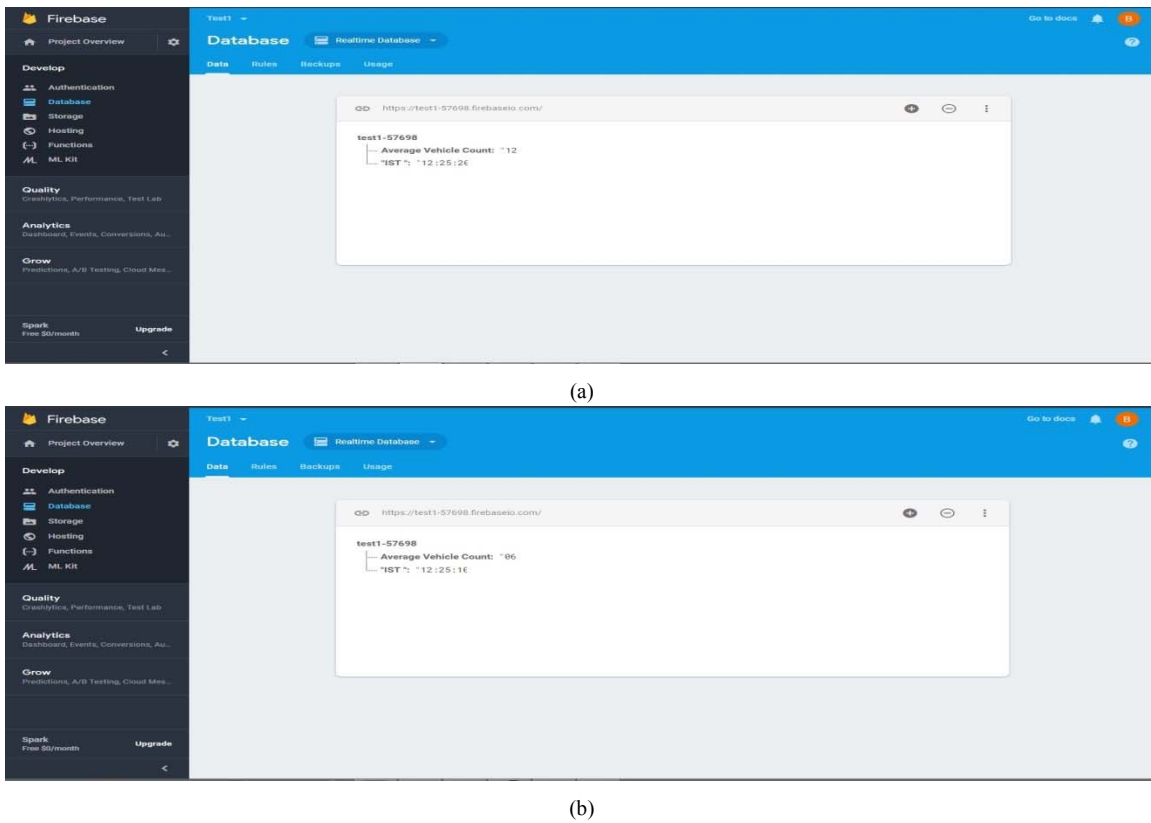 Firebase
Test1
Go to docs
B
Project Overview
Database
Realtime Database
?
Develop
Data Rules Backups Usage
Authentication
Database
Storage
Hosting
Functions
ML Kit
https://test1-57698.firebaseio.com/
test1-57698
Average Vehicle Count: "12
"IST ": "12:25:26
Quality
Crashlytics, Performance, Test Lab
Analytics
Dashboard, Events, Conversions, Au...
Grow
Predictions, A/B Testing, Cloud Mes...
Spark
Free $0/month
Upgrade
<
(a)
Firebase
Test1
Go to docs
B
Project Overview
Database
Realtime Database
?
Develop
Data Rules Backups Usage
Authentication
Database
Storage
Hosting
Functions
ML Kit
https://test1-57698.firebaseio.com/
test1-57698
Average Vehicle Count: "06
"IST ": "12:25:16
Quality
Crashlytics, Performance, Test Lab
Analytics
Dashboard, Events, Conversions, Au...
Grow
Predictions, A/B Testing, Cloud Mes...
Spark
Free $0/month
Upgrade
<
(b)